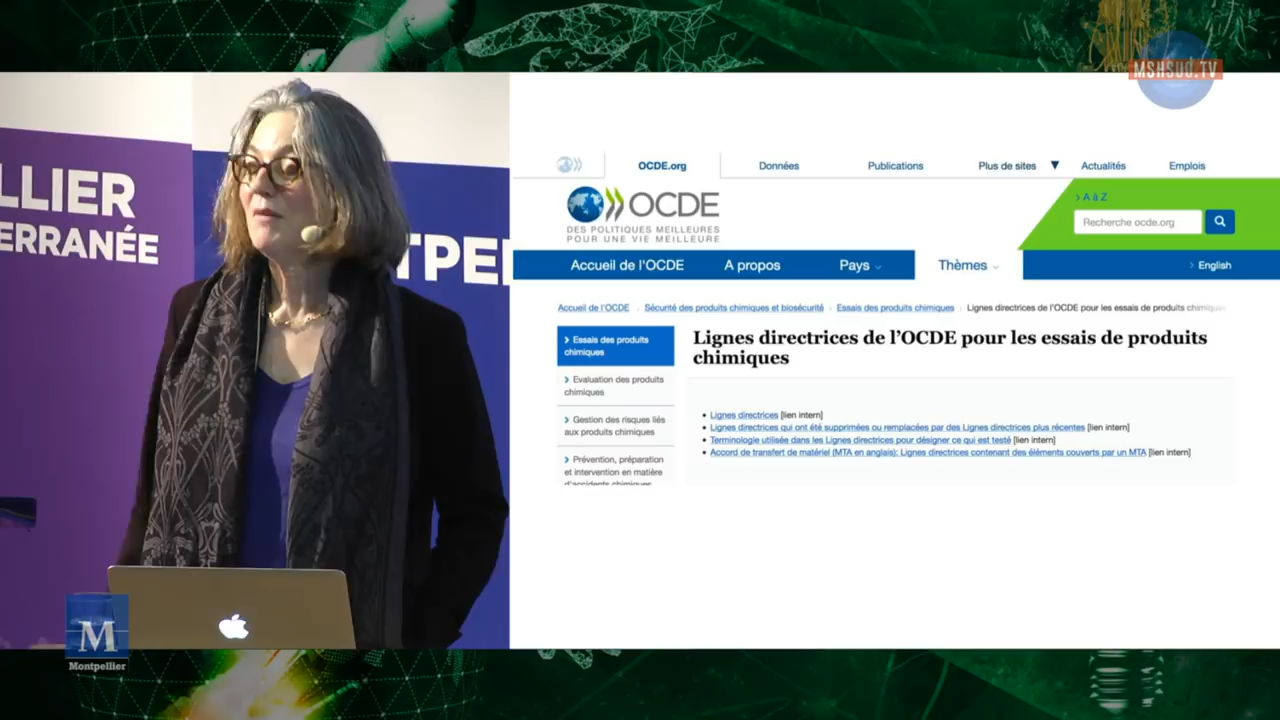 MSHSUD.TV
LLIER
ERRANÉE
TPE
M
Montpellier
OCDE.org
Données
Publications
Plus de sites
Actualités
Emplois
OCDE
DES POLITIQUES MEILLEURES
POUR UNE VIE MEILLEURE
› A à Z
Recherche ocde.org
Accueil de l'OCDE
A propos
Pays
Thèmes
› English
Accueil de l'OCDE › Sécurité des produits chimiques et biosécurité › Essais des produits chimiques › Lignes directrices de l'OCDE pour les essais de produits chimiques
› Essais des produits
chimiques
› Evaluation des produits
chimiques
› Gestion des risques liés
aux produits chimiques
› Prévention, préparation
et intervention en matière
d'accidents chimiques
Lignes directrices de l’OCDE pour les essais de produits
chimiques
• Lignes directrices [lien intern]
• Lignes directrices qui ont été supprimées ou remplacées par des Lignes directrices plus récentes [lien intern]
• Terminologie utilisée dans les Lignes directrices pour désigner ce qui est testé [lien intern]
• Accord de transfert de matériel (MTA en anglais): Lignes directrices contenant des éléments couverts par un MTA [lien intern]